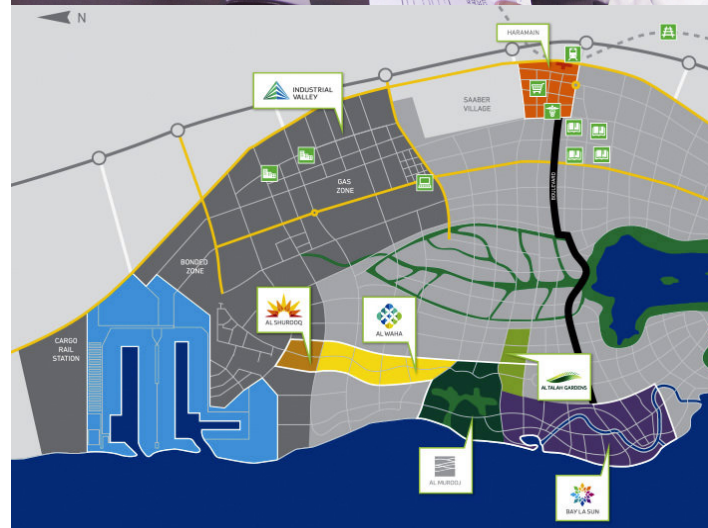 N
HARAMAIN
INDUSTRIAL
VALLEY
SAABER
VILLAGE
GAS
ZONE
BOULEVARD
BONDED
ZONE
AL SHUROOQ
AL WAHA
CARGO
RAIL
STATION
AL TALAH GARDENS
AL MUROOJ
BAY LA SUN